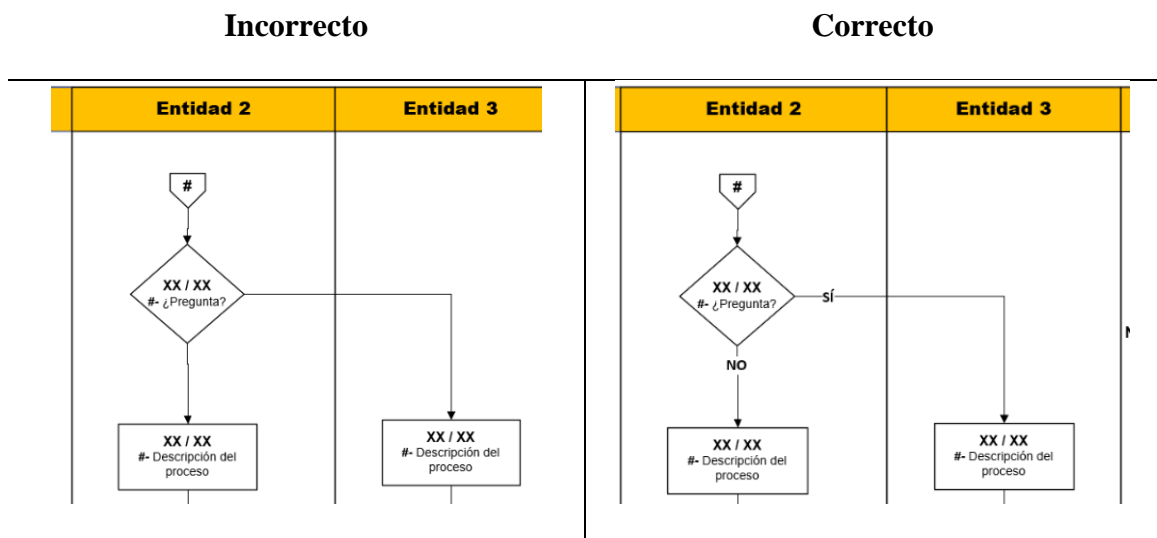 Incorrecto
Correcto
Entidad 2
Entidad 3
#
XX / XX
#- ¿Pregunta?
XX / XX
#- Descripción del
proceso
XX / XX
#- Descripción del
proceso
Entidad 2
Entidad 3
#
XX / XX
#- ¿Pregunta?
SÍ
NO
XX / XX
#- Descripción del
proceso
XX / XX
#- Descripción del
proceso